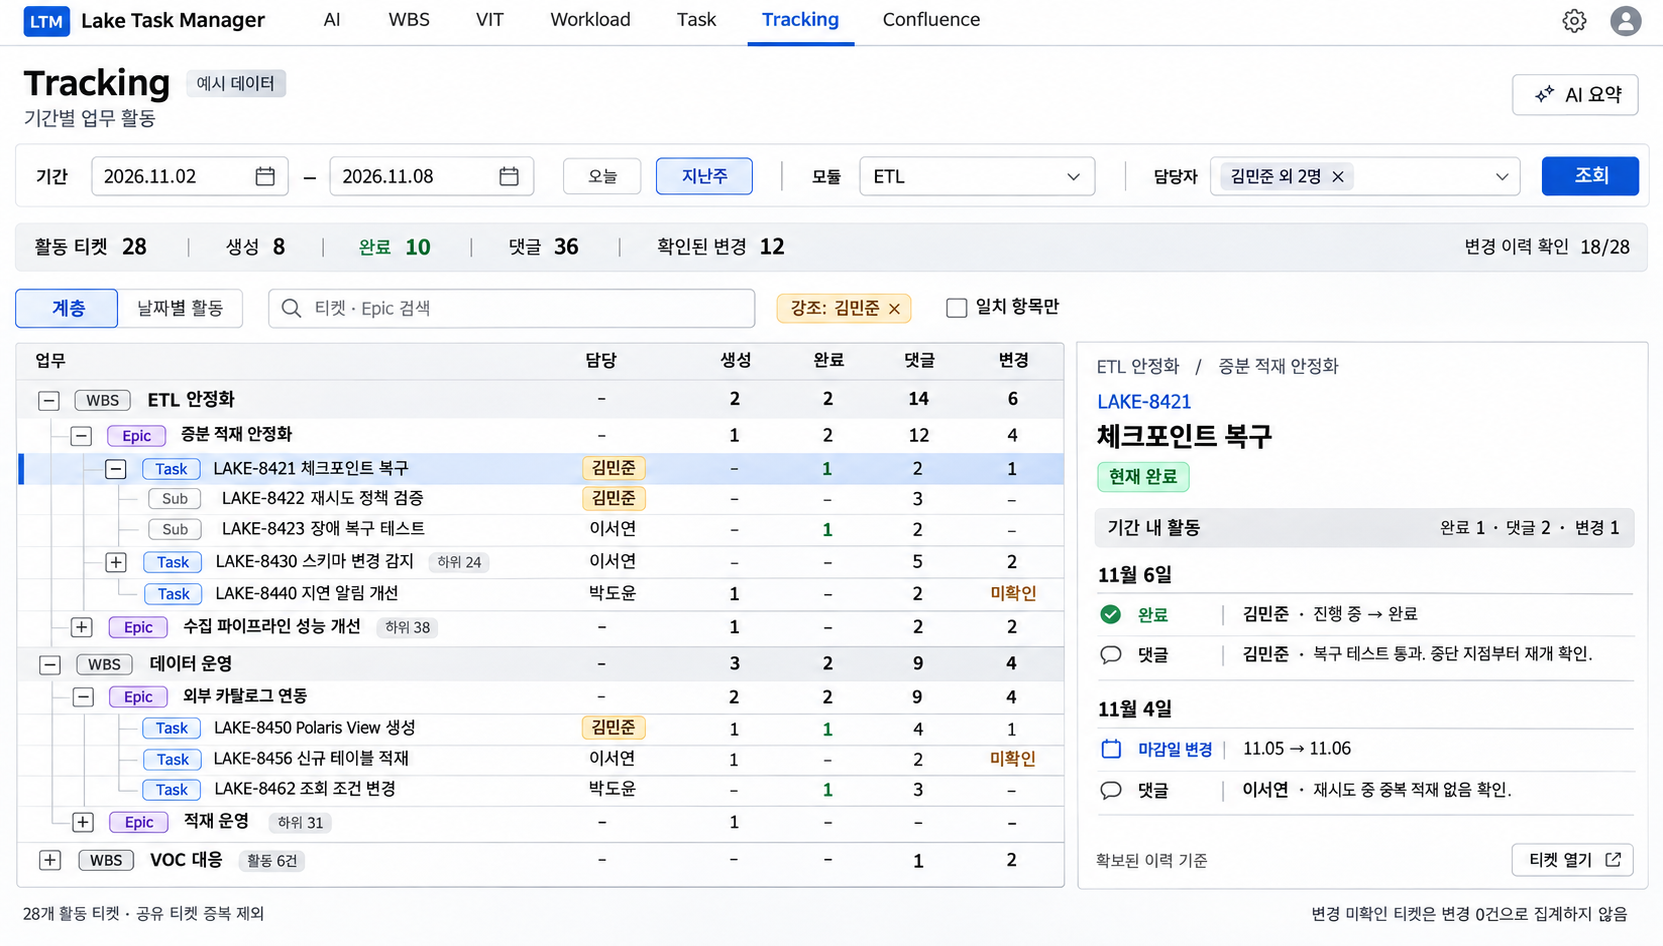 LTM Lake Task Manager AI WBS VIT Workload Task Tracking Confluence
Tracking 예시 데이터
기간별 업무 활동
AI 요약
기간 2026.11.02 – 2026.11.08 오늘 지난주 모듈 ETL 담당자 김민준 외 2명 × 조회
활동 티켓 28 | 생성 8 | 완료 10 | 댓글 36 | 확인된 변경 12 변경 이력 확인 18/28
계층 날짜별 활동 티켓 · Epic 검색 강조: 김민준 × 일치 항목만
업무 담당 생성 완료 댓글 변경
WBS ETL 안정화 – 2 2 14 6
Epic 증분 적재 안정화 – 1 2 12 4
Task LAKE-8421 체크포인트 복구 김민준 – 1 2 1
Sub LAKE-8422 재시도 정책 검증 김민준 – – 3 –
Sub LAKE-8423 장애 복구 테스트 이서연 – 1 2 –
Task LAKE-8430 스키마 변경 감지 하위 24 이서연 – – 5 2
Task LAKE-8440 지연 알림 개선 박도윤 1 – 2 미확인
Epic 수집 파이프라인 성능 개선 하위 38 – 1 – 2 2
WBS 데이터 운영 – 3 2 9 4
Epic 외부 카탈로그 연동 – 2 2 9 4
Task LAKE-8450 Polaris View 생성 김민준 1 1 4 1
Task LAKE-8456 신규 테이블 적재 이서연 1 – 2 미확인
Task LAKE-8462 조회 조건 변경 박도윤 – 1 3 –
Epic 적재 운영 하위 31 – 1 – – –
WBS VOC 대응 활동 6건 – – – 1 2
ETL 안정화 / 증분 적재 안정화
LAKE-8421
체크포인트 복구
현재 완료
기간 내 활동 완료 1 · 댓글 2 · 변경 1
11월 6일
완료 | 김민준 · 진행 중 → 완료
댓글 | 김민준 · 복구 테스트 통과. 중단 지점부터 재개 확인.
11월 4일
마감일 변경 | 11.05 → 11.06
댓글 | 이서연 · 재시도 중 중복 적재 없음 확인.
확보된 이력 기준 티켓 열기
28개 활동 티켓 · 공유 티켓 중복 제외 변경 미확인 티켓은 변경 0건으로 집계하지 않음